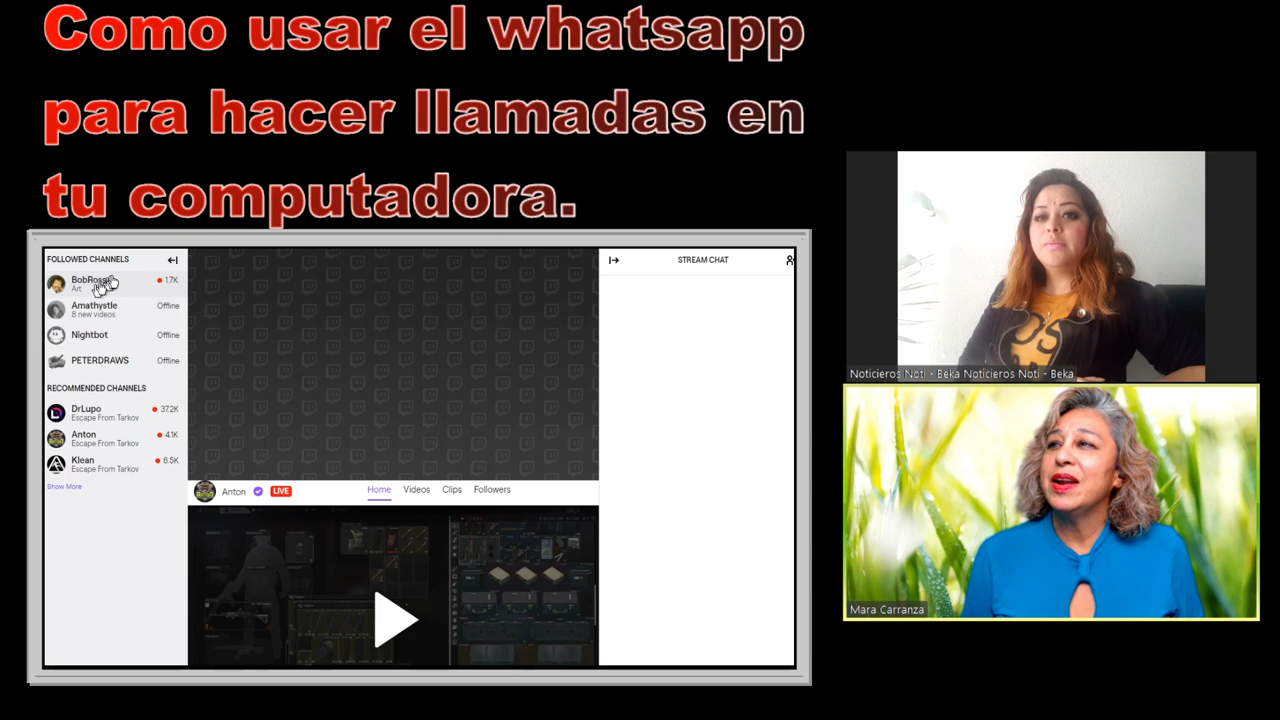 Como usar el whatsapp
para hacer llamadas en
tu computadora.
FOLLOWED CHANNELS
BobRoss 1.7K
Art
Amathystle Offline
8 new videos
Nightbot Offline
PETERDRAWS Offline
RECOMMENDED CHANNELS
DrLupo 37.2K
Escape From Tarkov
Anton 4.1K
Escape From Tarkov
Klean 6.5K
Escape From Tarkov
Show More
Anton LIVE Home Videos Clips Followers
STREAM CHAT
Noticieros Noti - Beka Noticieros Noti - Beka
Mara Carranza